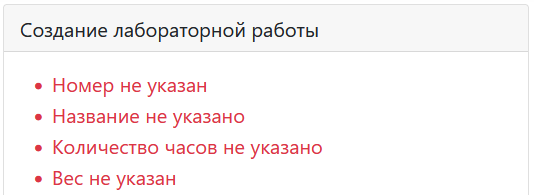 Создание лабораторной работы
Номер не указан
Название не указано
Количество часов не указано
Вес не указан